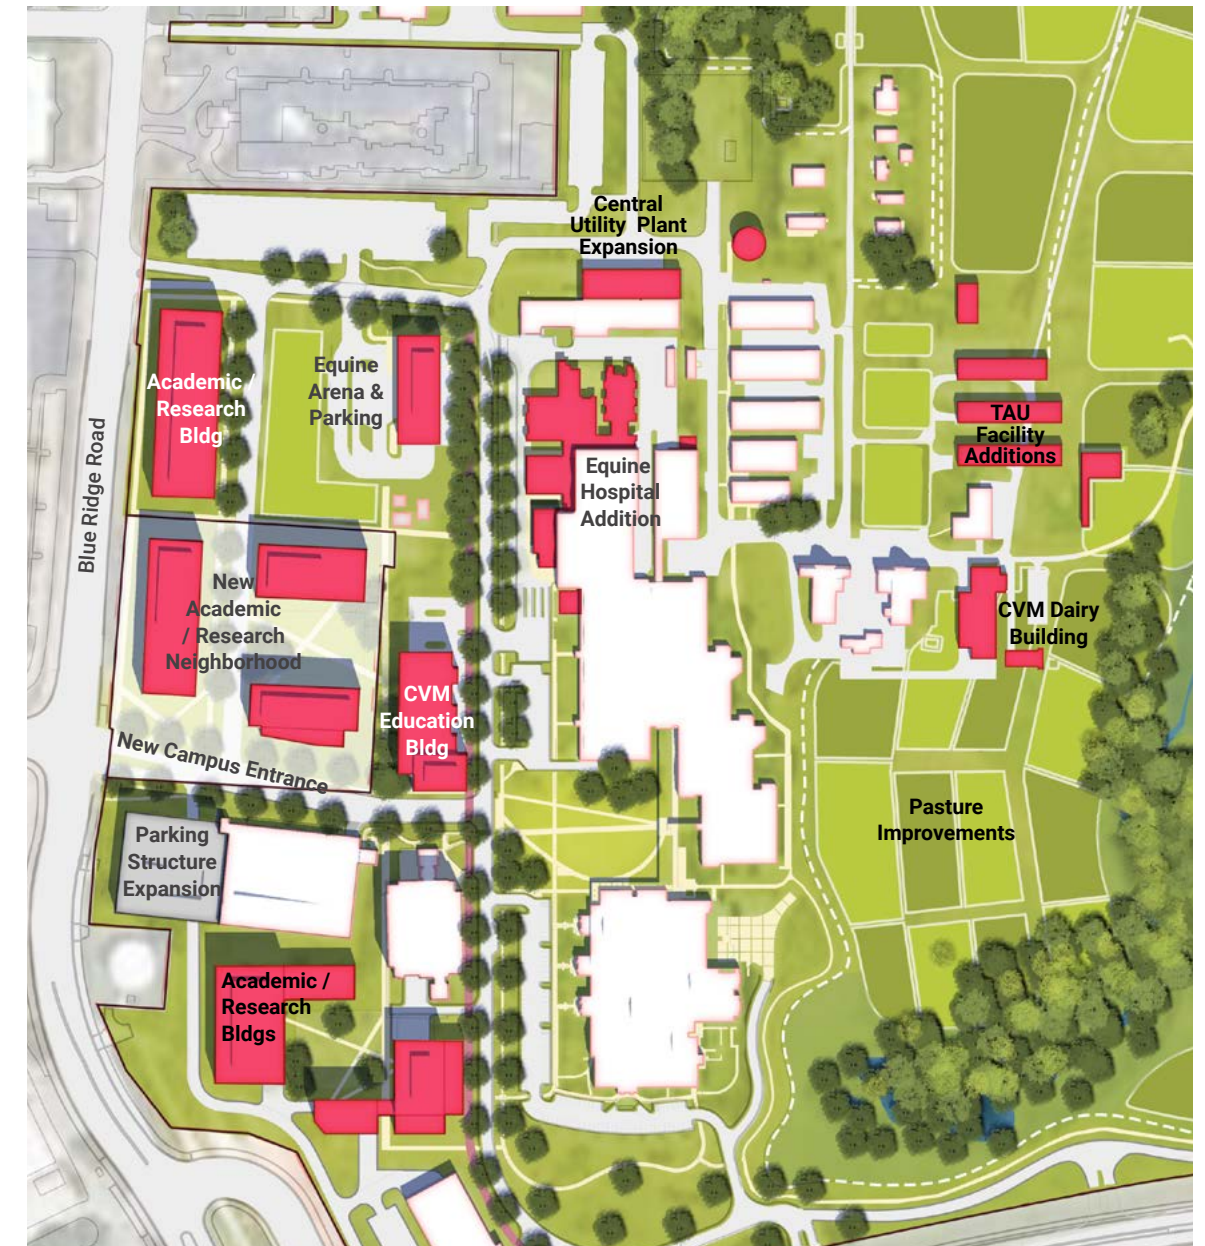 Central
Utility Plant
Expansion
Academic /
Research
Bldg
Equine
Arena &
Parking
TAU
Facility
Additions
Equine
Hospital
Addition
Blue Ridge Road
New
Academic
/ Research
Neighborhood
CVM Dairy
Building
CVM
Education
Bldg
New Campus Entrance
Pasture
Improvements
Parking
Structure
Expansion
Academic /
Research
Bldgs